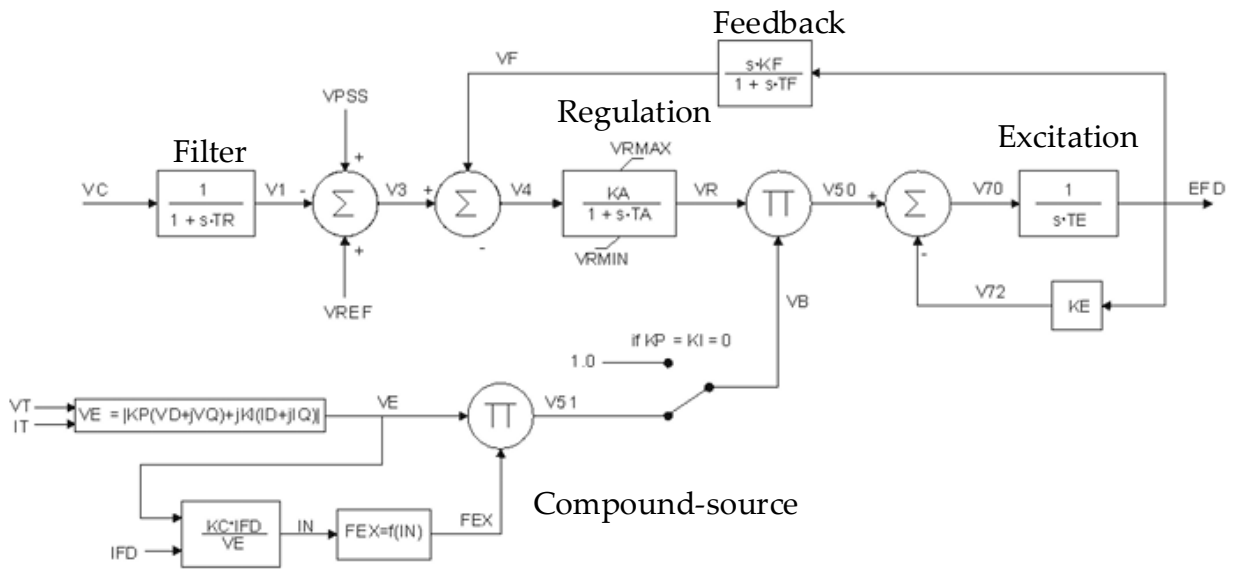 Feedback
VF
s•KF
1 + s•TF
VPSS
Regulation
Filter
VRMAX
Excitation
+
VC
1
1 + s•TR
V1
-
Σ
V3
+
Σ
V4
KA
1 + s•TA
VR
Π
V50
+
Σ
V70
1
s•TE
EFD
+
-
VRMIN
-
VREF
V72
KE
VB
if KP = KI = 0
1.0
VT
IT
VE = |KP(VD+jVQ)+jKI(ID+jIQ)|
VE
Π
V51
Compound-source
KC*IFD
VE
IN
FEX=f(IN)
FEX
IFD